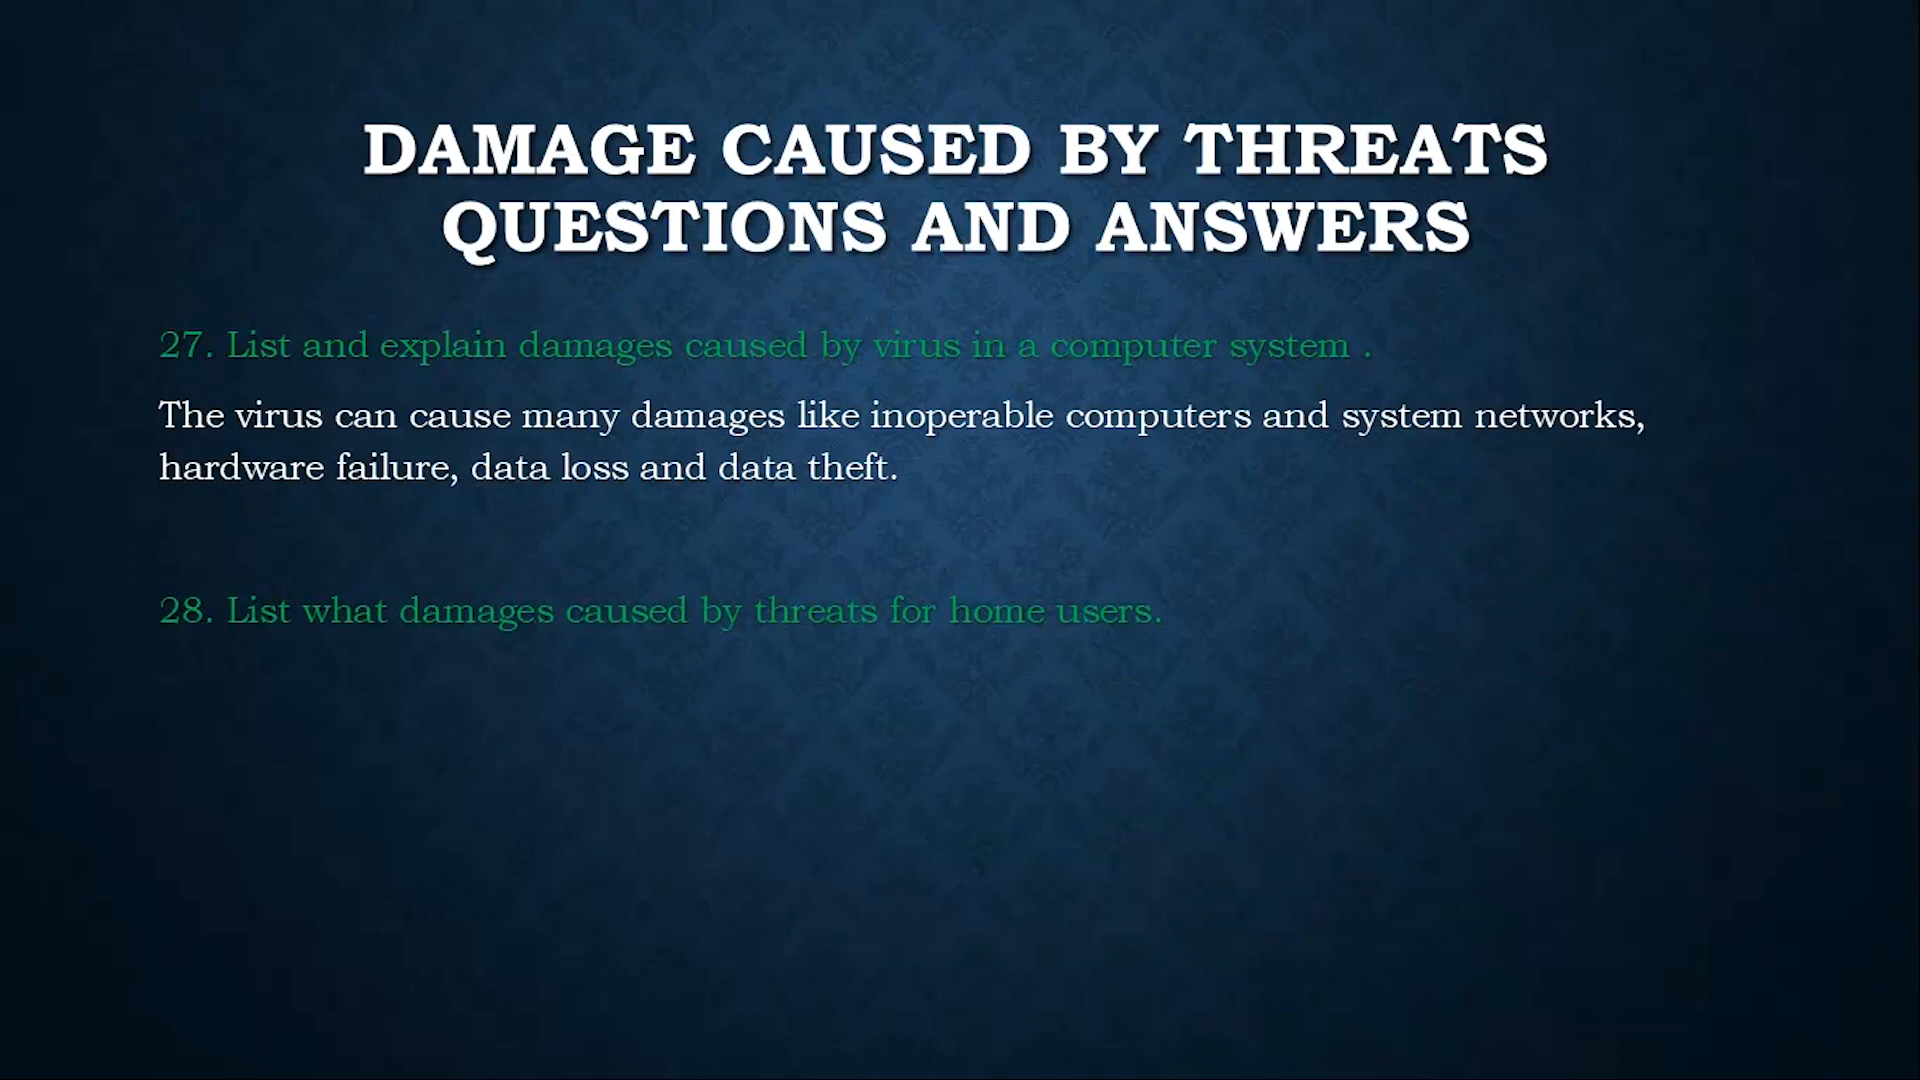 DAMAGE CAUSED BY THREATS
QUESTIONS AND ANSWERS
27. List and explain damages caused by virus in a computer system .
The virus can cause many damages like inoperable computers and system networks,
hardware failure, data loss and data theft.
28. List what damages caused by threats for home users.